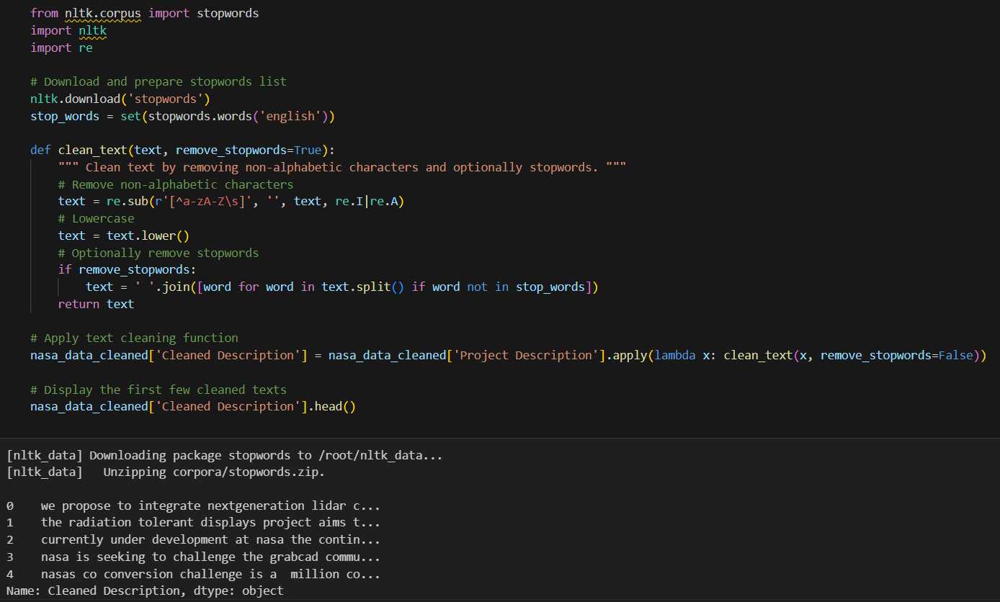 from nltk.corpus import stopwords
import nltk
import re

# Download and prepare stopwords list
nltk.download('stopwords')
stop_words = set(stopwords.words('english'))

def clean_text(text, remove_stopwords=True):
    """ Clean text by removing non-alphabetic characters and optionally stopwords. """
    # Remove non-alphabetic characters
    text = re.sub(r'[^a-zA-Z\s]', '', text, re.I|re.A)
    # Lowercase
    text = text.lower()
    # Optionally remove stopwords
    if remove_stopwords:
        text = ' '.join([word for word in text.split() if word not in stop_words])
    return text

# Apply text cleaning function
nasa_data_cleaned['Cleaned Description'] = nasa_data_cleaned['Project Description'].apply(lambda x: clean_text(x, remove_stopwords=False))

# Display the first few cleaned texts
nasa_data_cleaned['Cleaned Description'].head()

[nltk_data] Downloading package stopwords to /root/nltk_data...
[nltk_data]   Unzipping corpora/stopwords.zip.

0    we propose to integrate nextgeneration lidar c...
1    the radiation tolerant displays project aims t...
2    currently under development at nasa the contin...
3    nasa is seeking to challenge the grabcad commu...
4    nasas co conversion challenge is a  million co...
Name: Cleaned Description, dtype: object